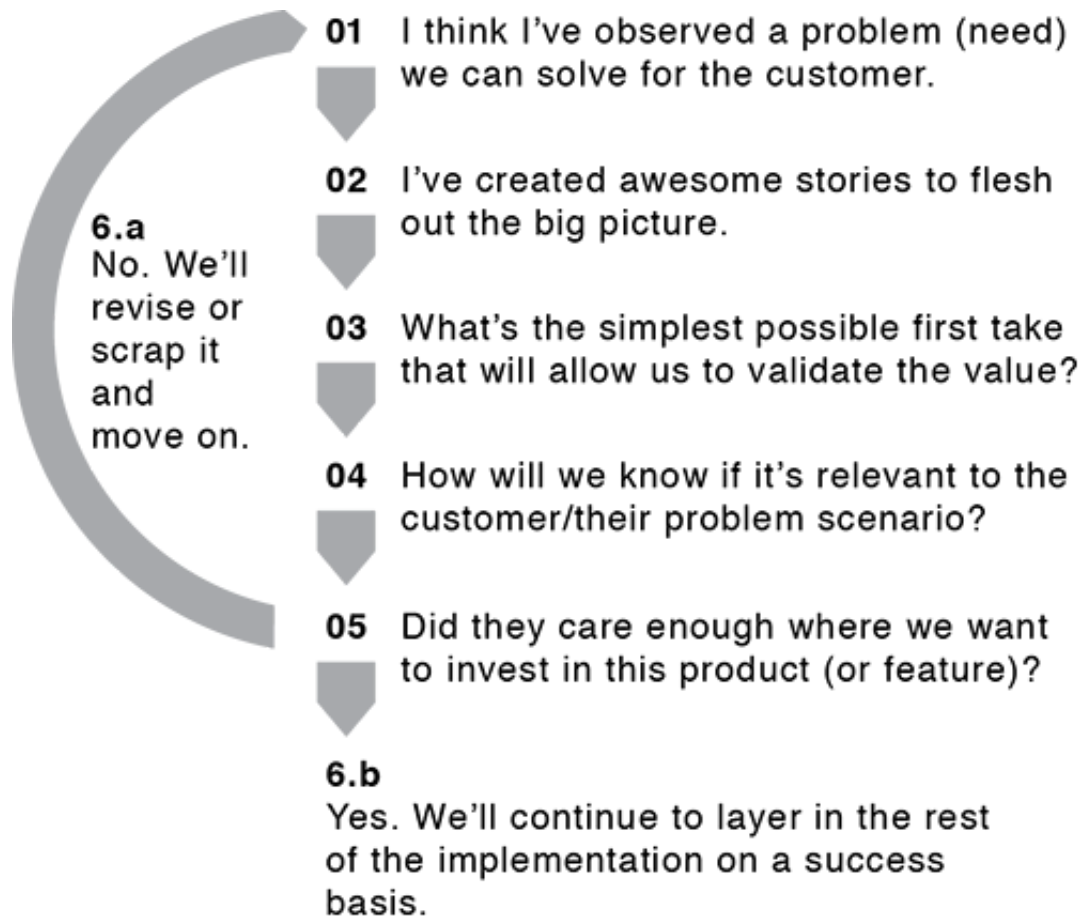 01 I think I've observed a problem (need)
we can solve for the customer.
02 I've created awesome stories to flesh
out the big picture.
03 What's the simplest possible first take
that will allow us to validate the value?
04 How will we know if it's relevant to the
customer/their problem scenario?
05 Did they care enough where we want
to invest in this product (or feature)?
6.a
No. We'll
revise or
scrap it
and
move on.
6.b
Yes. We'll continue to layer in the rest
of the implementation on a success
basis.